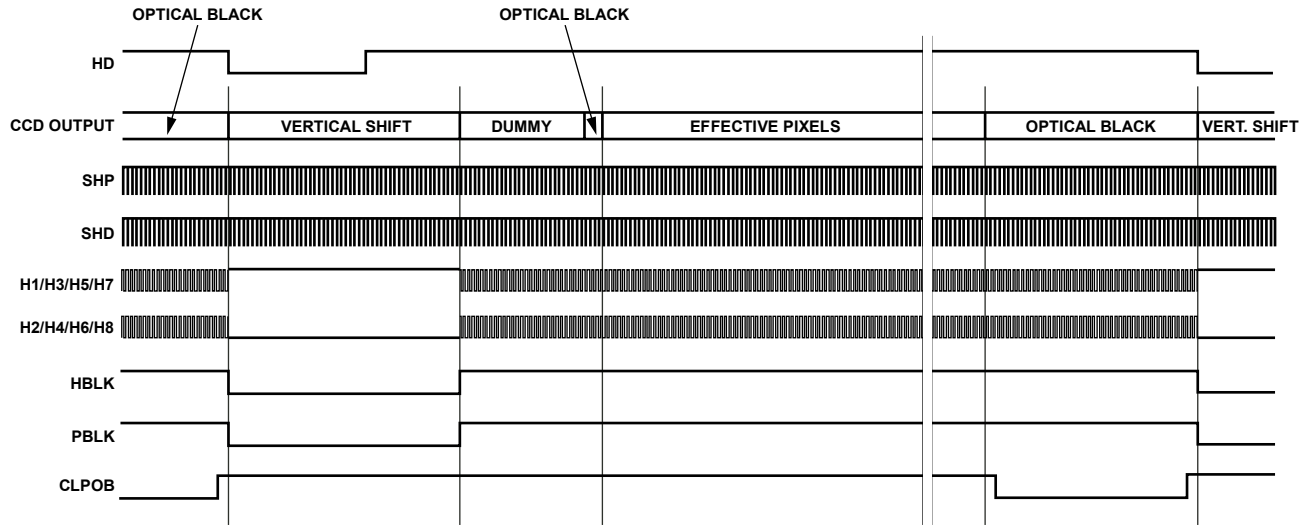 OPTICAL BLACK
OPTICAL BLACK
HD
CCD OUTPUT
VERTICAL SHIFT
DUMMY
EFFECTIVE PIXELS
OPTICAL BLACK
VERT. SHIFT
SHP
SHD
H1/H3/H5/H7
H2/H4/H6/H8
HBLK
PBLK
CLPOB